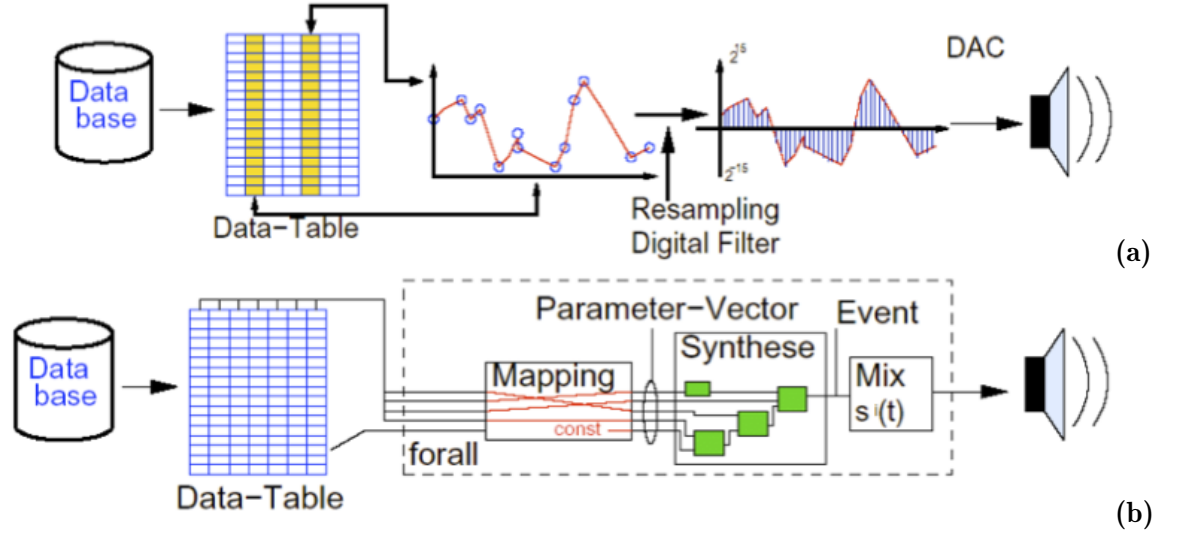 Data
base
Data−Table
2^15
2^-15
Resampling
Digital Filter
DAC
(a)
Data
base
Data−Table
forall
Mapping
const
Parameter−Vector
Synthese
Event
Mix
s i(t)
(b)